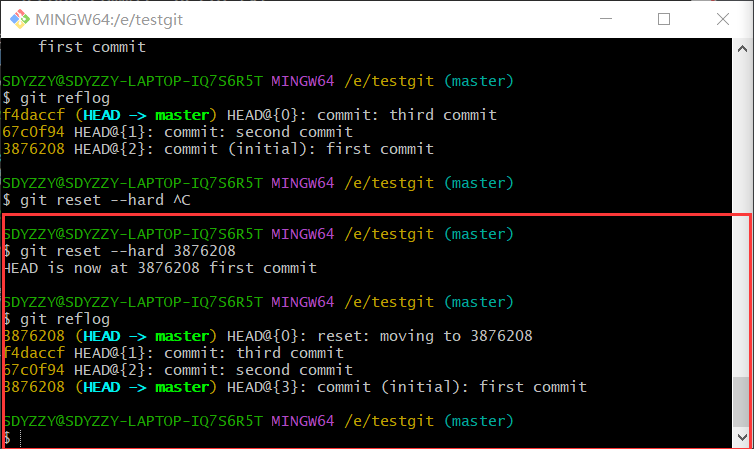 MINGW64:/e/testgit
first commit
SDYZZY@SDYZZY-LAPTOP-IQ7S6R5T MINGW64 /e/testgit (master)
$ git reflog
f4daccf (HEAD -> master) HEAD@{0}: commit: third commit
67c0f94 HEAD@{1}: commit: second commit
3876208 HEAD@{2}: commit (initial): first commit
SDYZZY@SDYZZY-LAPTOP-IQ7S6R5T MINGW64 /e/testgit (master)
$ git reset --hard ^C
SDYZZY@SDYZZY-LAPTOP-IQ7S6R5T MINGW64 /e/testgit (master)
$ git reset --hard 3876208
HEAD is now at 3876208 first commit
SDYZZY@SDYZZY-LAPTOP-IQ7S6R5T MINGW64 /e/testgit (master)
$ git reflog
3876208 (HEAD -> master) HEAD@{0}: reset: moving to 3876208
f4daccf HEAD@{1}: commit: third commit
67c0f94 HEAD@{2}: commit: second commit
3876208 (HEAD -> master) HEAD@{3}: commit (initial): first commit
SDYZZY@SDYZZY-LAPTOP-IQ7S6R5T MINGW64 /e/testgit (master)
$